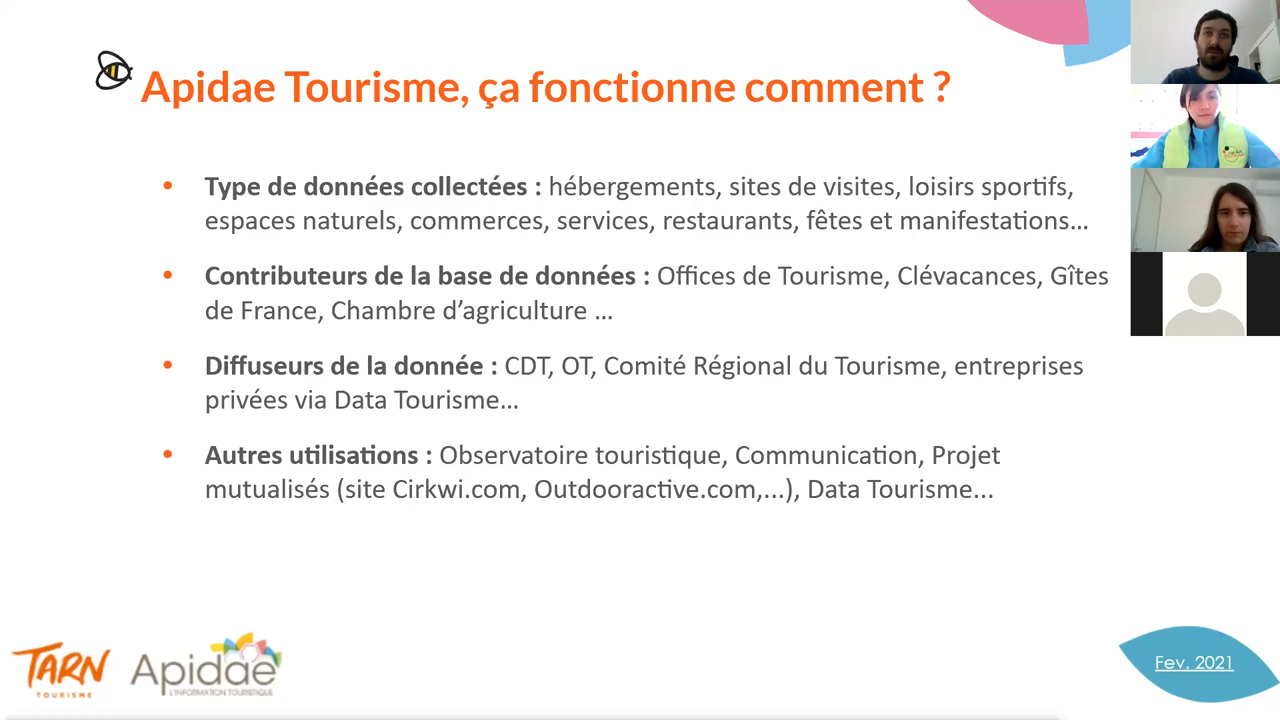 Apidae Tourisme, ça fonctionne comment ?
• Type de données collectées : hébergements, sites de visites, loisirs sportifs,
espaces naturels, commerces, services, restaurants, fêtes et manifestations...
• Contributeurs de la base de données : Offices de Tourisme, Clévacances, Gîtes
de France, Chambre d’agriculture ...
• Diffuseurs de la donnée : CDT, OT, Comité Régional du Tourisme, entreprises
privées via Data Tourisme...
• Autres utilisations : Observatoire touristique, Communication, Projet
mutualisés (site Cirkwi.com, Outdooractive.com,...), Data Tourisme...
TARN
TOURISME
Apidae
L'INFORMATION TOURISTIQUE
Fev. 2021